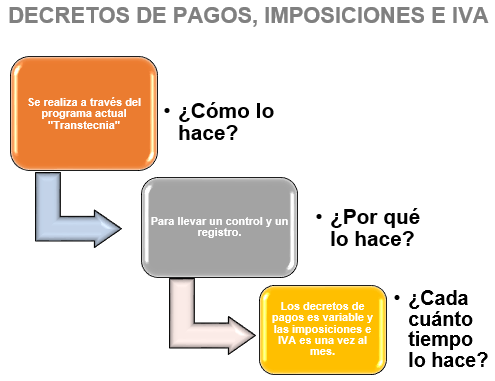 DECRETOS DE PAGOS, IMPOSICIONES E IVA
Se realiza a través del
programa actual
"Transtecnia"
• ¿Cómo lo
hace?
Para llevar un control y un
registro.
• ¿Por qué
lo hace?
Los decretos de
pagos es variable y
las imposiciones e
IVA es una vez al
mes.
• ¿Cada
cuánto
tiempo
lo hace?